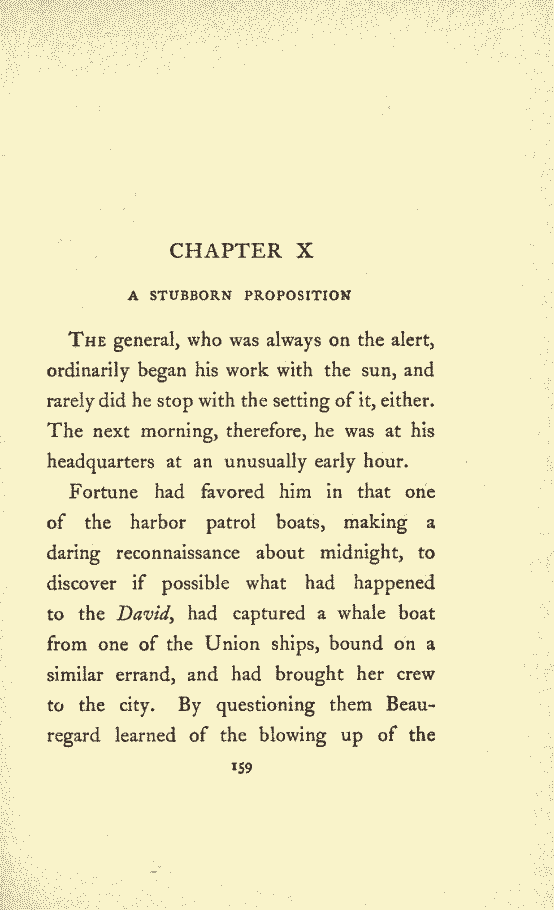 CHAPTER X
A STUBBORN PROPOSITION
THE general, who was always on the alert,
ordinarily began his work with the sun, and
rarely did he stop with the setting of it, either.
The next morning, therefore, he was at his
headquarters at an unusually early hour.
Fortune had favored him in that one
of the harbor patrol boats, making a
daring reconnaissance about midnight, to
discover if possible what had happened
to the David, had captured a whale boat
from one of the Union ships, bound on a
similar errand, and had brought her crew
to the city. By questioning them Beau-
regard learned of the blowing up of the
159